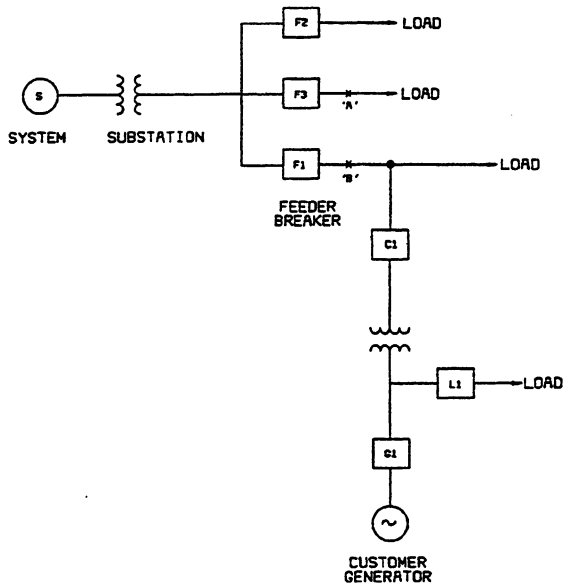 F2
LOAD
S
F3
'A'
LOAD
SYSTEM
SUBSTATION
F1
'B'
LOAD
FEEDER
BREAKER
C1
L1
LOAD
G1
CUSTOMER
GENERATOR